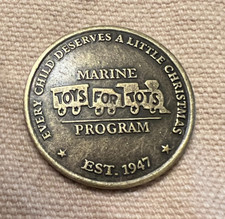 EVERY CHILD DESERVES A LITTLE CHRISTMAS
MARINE
TOYS FOR TOTS
PROGRAM
EST. 1947